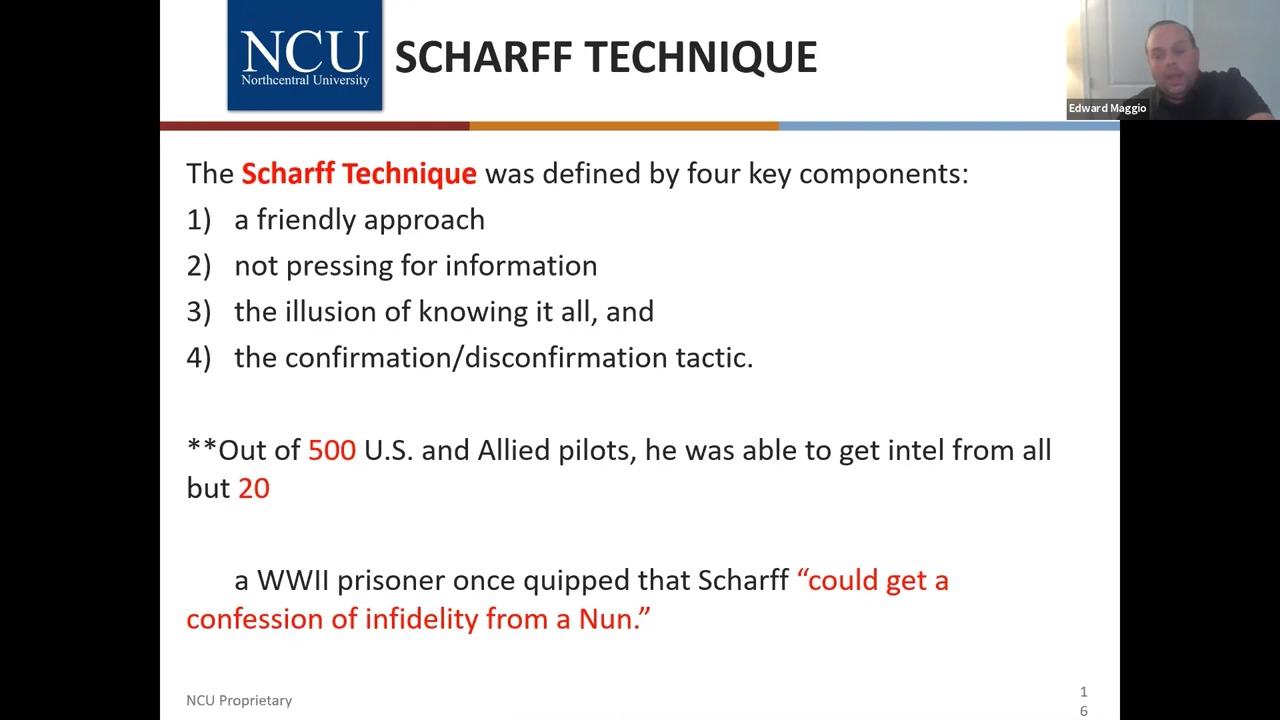 NCU
Northcentral University
SCHARFF TECHNIQUE
Edward Maggio
The Scharff Technique was defined by four key components:
1) a friendly approach
2) not pressing for information
3) the illusion of knowing it all, and
4) the confirmation/disconfirmation tactic.
**Out of 500 U.S. and Allied pilots, he was able to get intel from all
but 20
a WWII prisoner once quipped that Scharff “could get a
confession of infidelity from a Nun.”
NCU Proprietary
1
6